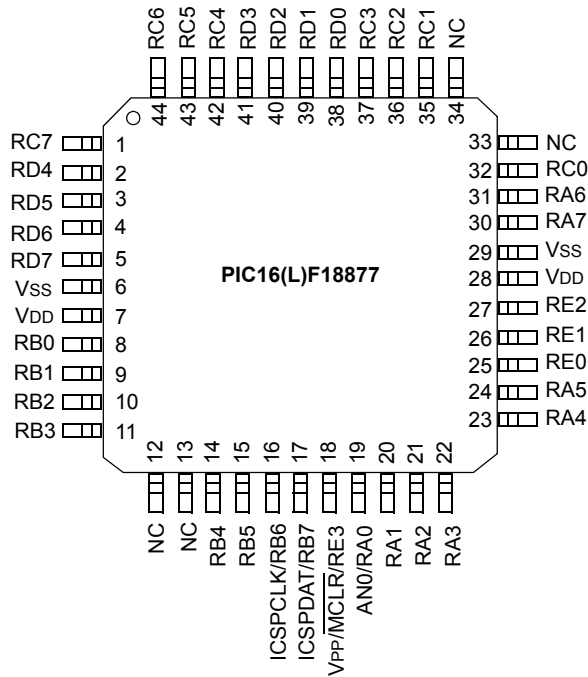 RC6
RC5
RC4
RD3
RD2
RD1
RD0
RC3
RC2
RC1
NC
44
43
42
41
40
39
38
37
36
35
34
RC7 1
RD4 2
RD5 3
RD6 4
RD7 5
VSS 6
VDD 7
RB0 8
RB1 9
RB2 10
RB3 11
PIC16(L)F18877
33 NC
32 RC0
31 RA6
30 RA7
29 VSS
28 VDD
27 RE2
26 RE1
25 RE0
24 RA5
23 RA4
12
13
14
15
16
17
18
19
20
21
22
NC
NC
RB4
RB5
ICSPCLK/RB6
ICSPDAT/RB7
VPP/MCLR/RE3
AN0/RA0
RA1
RA2
RA3